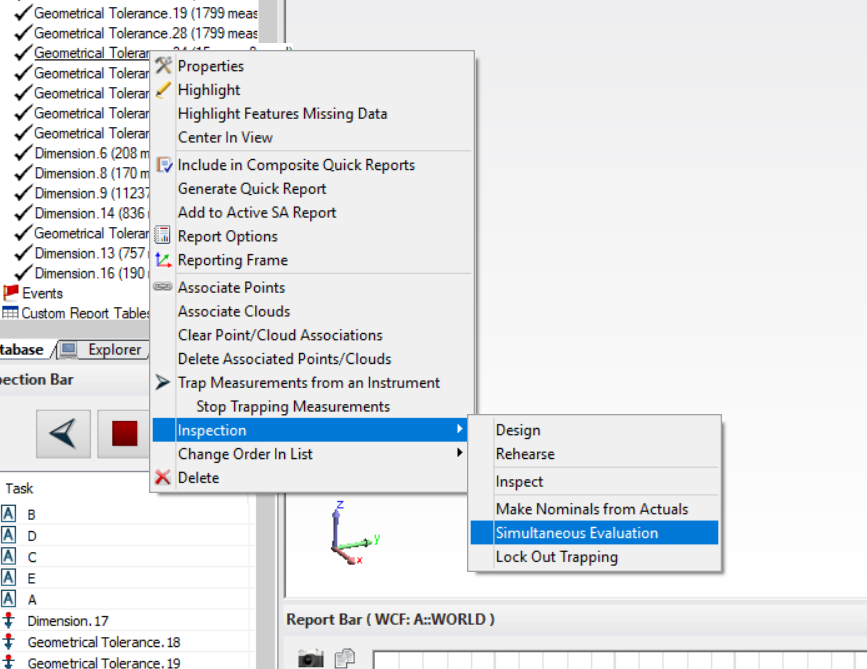 Geometrical Tolerance.19 (1799 meas
Geometrical Tolerance.28 (1799 meas
Geometrical Toleran
Geometrical Toleran
Geometrical Toleran
Geometrical Toleran
Geometrical Toleran
Dimension.6 (208 m
Dimension.8 (170 m
Dimension.9 (11237
Dimension.14 (836
Geometrical Toleran
Dimension.13 (757
Dimension.16 (190
Events
Custom Report Tables
tabase
Explorer
pection Bar
Task
B
D
C
E
A
Dimension.17
Geometrical Tolerance.18
Geometrical Tolerance.19
Properties
Highlight
Highlight Features Missing Data
Center In View
Include in Composite Quick Reports
Generate Quick Report
Add to Active SA Report
Report Options
Reporting Frame
Associate Points
Associate Clouds
Clear Point/Cloud Associations
Delete Associated Points/Clouds
Trap Measurements from an Instrument
Stop Trapping Measurements
Inspection
Change Order In List
Delete
Design
Rehearse
Inspect
Make Nominals from Actuals
Simultaneous Evaluation
Lock Out Trapping
z
y
x
Report Bar ( WCF: A::WORLD )